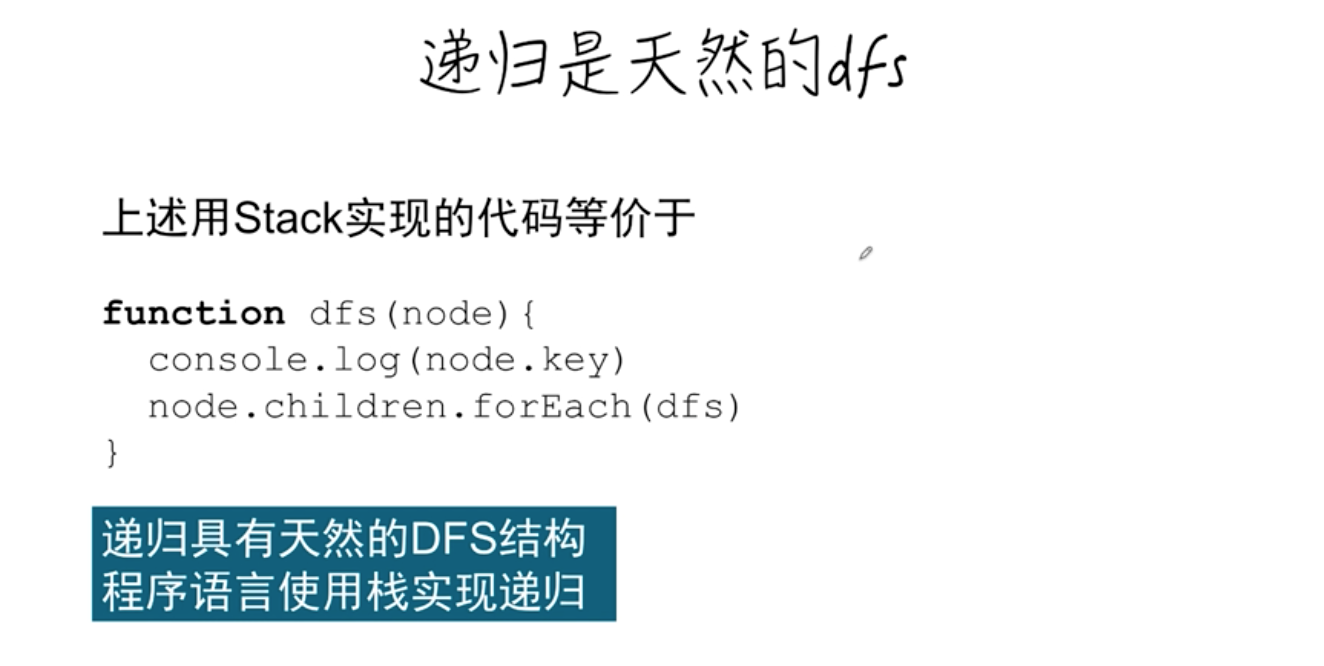 递归是天然的dfs
上述用Stack实现的代码等价于
function dfs(node){
  console.log(node.key)
  node.children.forEach(dfs)
}
递归具有天然的DFS结构
程序语言使用栈实现递归